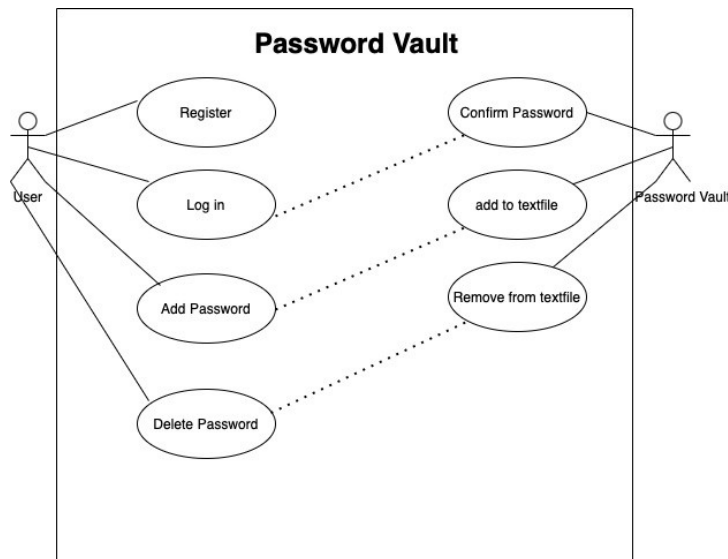 Password Vault
Register
Confirm Password
User
Log in
add to textfile
Password Vault
Add Password
Remove from textfile
Delete Password